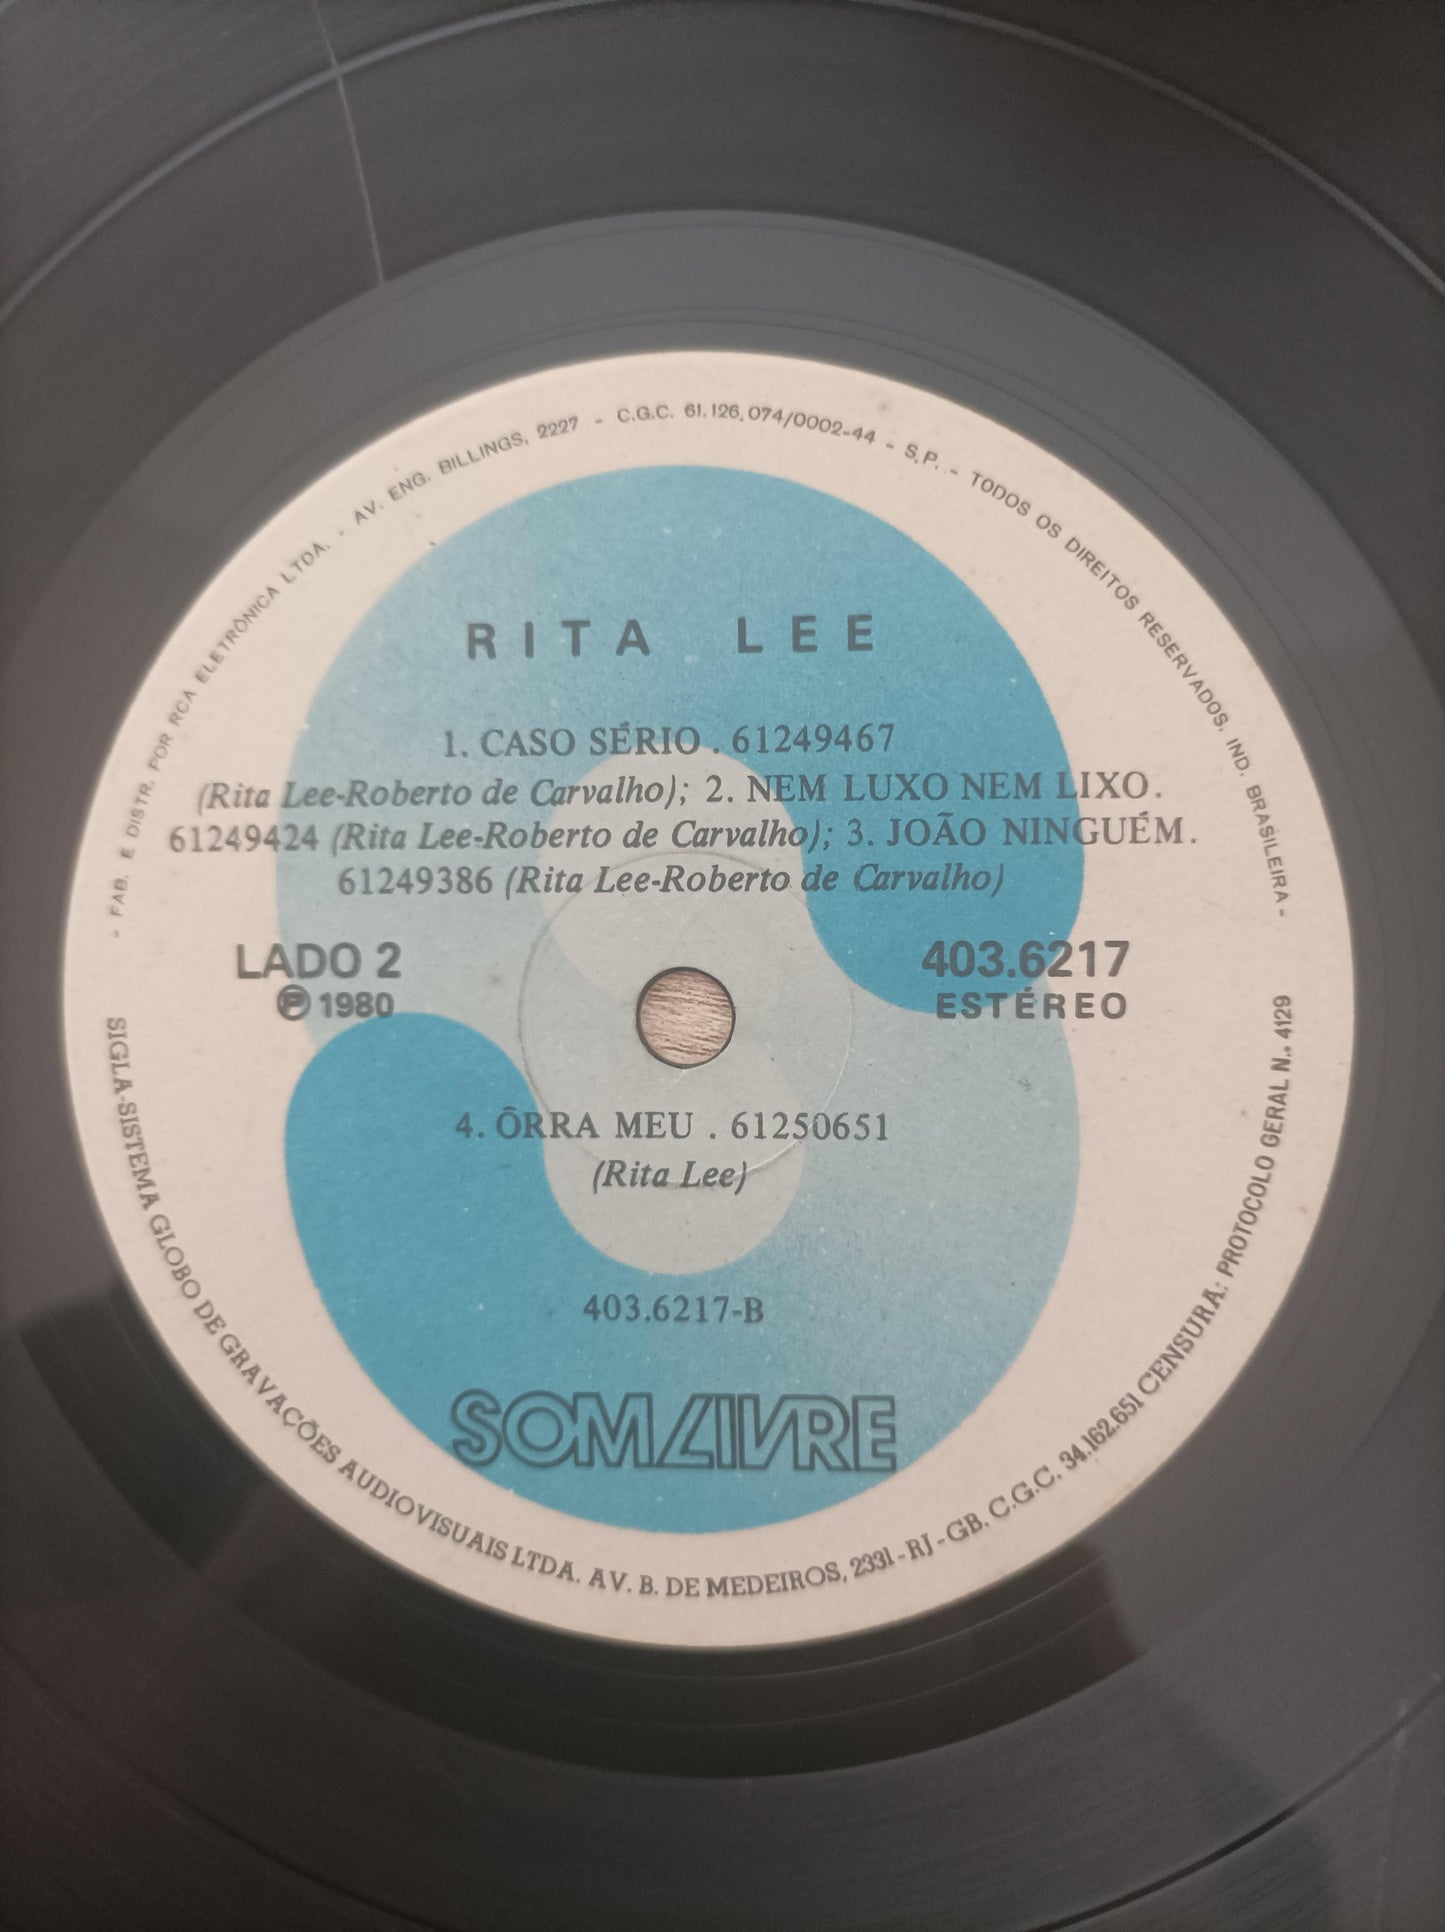 - FAB. E DISTR. POR RCA ELETRÔNICA LTDA. - AV. ENG. BILLINGS, 2227 - C.G.C. 61.126.074/0002-44 - S.P. - TODOS OS DIREITOS RESERVADOS. IND. BRASILEIRA -
RITA LEE
1. CASO SÉRIO . 61249467
(Rita Lee-Roberto de Carvalho); 2. NEM LUXO NEM LIXO.
61249424 (Rita Lee-Roberto de Carvalho); 3. JOÃO NINGUÉM.
61249386 (Rita Lee-Roberto de Carvalho)
LADO 2
℗ 1980
403.6217
ESTÉREO
4. ÔRRA MEU . 61250651
(Rita Lee)
403.6217-B
SOM LIVRE
SIGLA-SISTEMA GLOBO DE GRAVAÇÕES AUDIOVISUAIS LTDA. AV. B. DE MEDEIROS, 2331 - RJ - GB. C.G.C. 34.162.651 CENSURA: PROTOCOLO GERAL N.. 4129